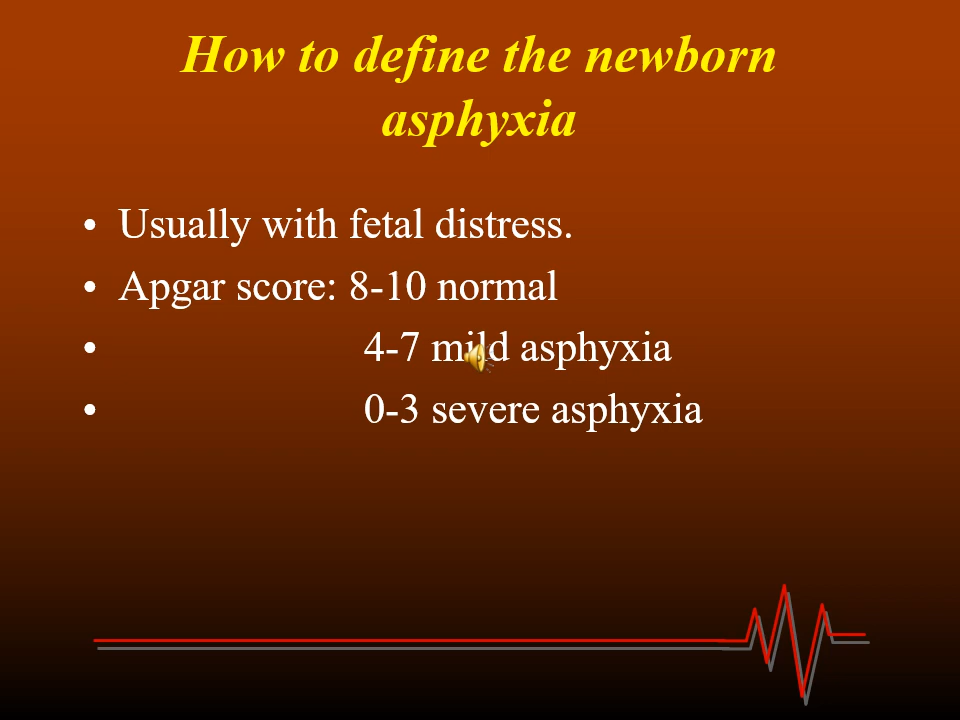 How to define the newborn
asphyxia
• Usually with fetal distress.
• Apgar score: 8-10 normal
• 4-7 mild asphyxia
• 0-3 severe asphyxia